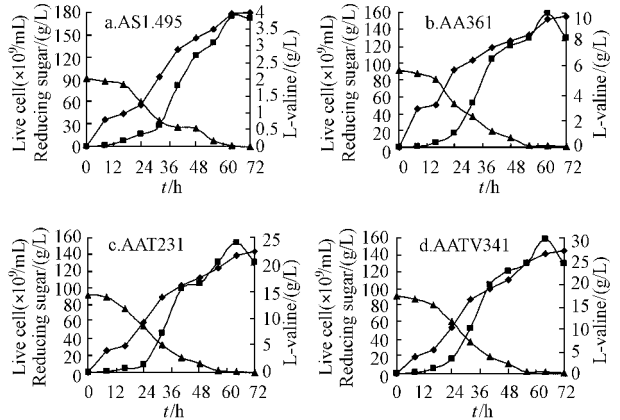 a.AS1.495
Live cell(×10⁹/mL)
Reducing sugar/(g/L)
180
150
120
90
60
30
0
4
3.5
3
2.5
2
1.5
1
0.5
0
L-valine/(g/L)
0 8 24 36 48 60 72
t/h
b.AA361
Live cell(×10⁹/mL)
Reducing sugar/(g/L)
160
140
120
100
80
60
40
20
0
10
8
6
4
2
0
L-valine/(g/L)
0 12 24 36 48 60 72
t/h
c.AAT231
Live cell(×10⁹/mL)
Reducing sugar/(g/L)
160
140
120
100
80
60
40
20
0
25
20
15
10
5
0
L-valine/(g/L)
0 8 24 36 48 60 72
t/h
d.AATV341
Live cell(×10⁹/mL)
Reducing sugar/(g/L)
160
140
120
100
80
60
40
20
0
30
25
20
15
10
5
0
L-valine/(g/L)
0 12 24 36 48 60 72
t/h